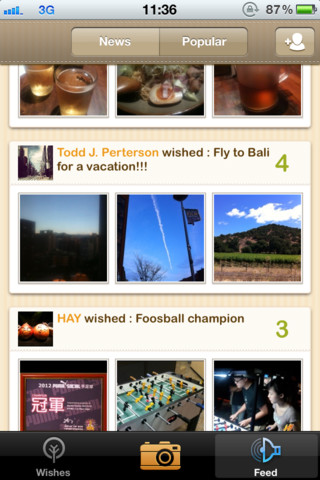 3G 11:36 87%
News Popular
Todd J. Perterson wished : Fly to Bali
for a vacation!!!
4
HAY wished : Foosball champion
3
2012
冠軍
Wishes Feed